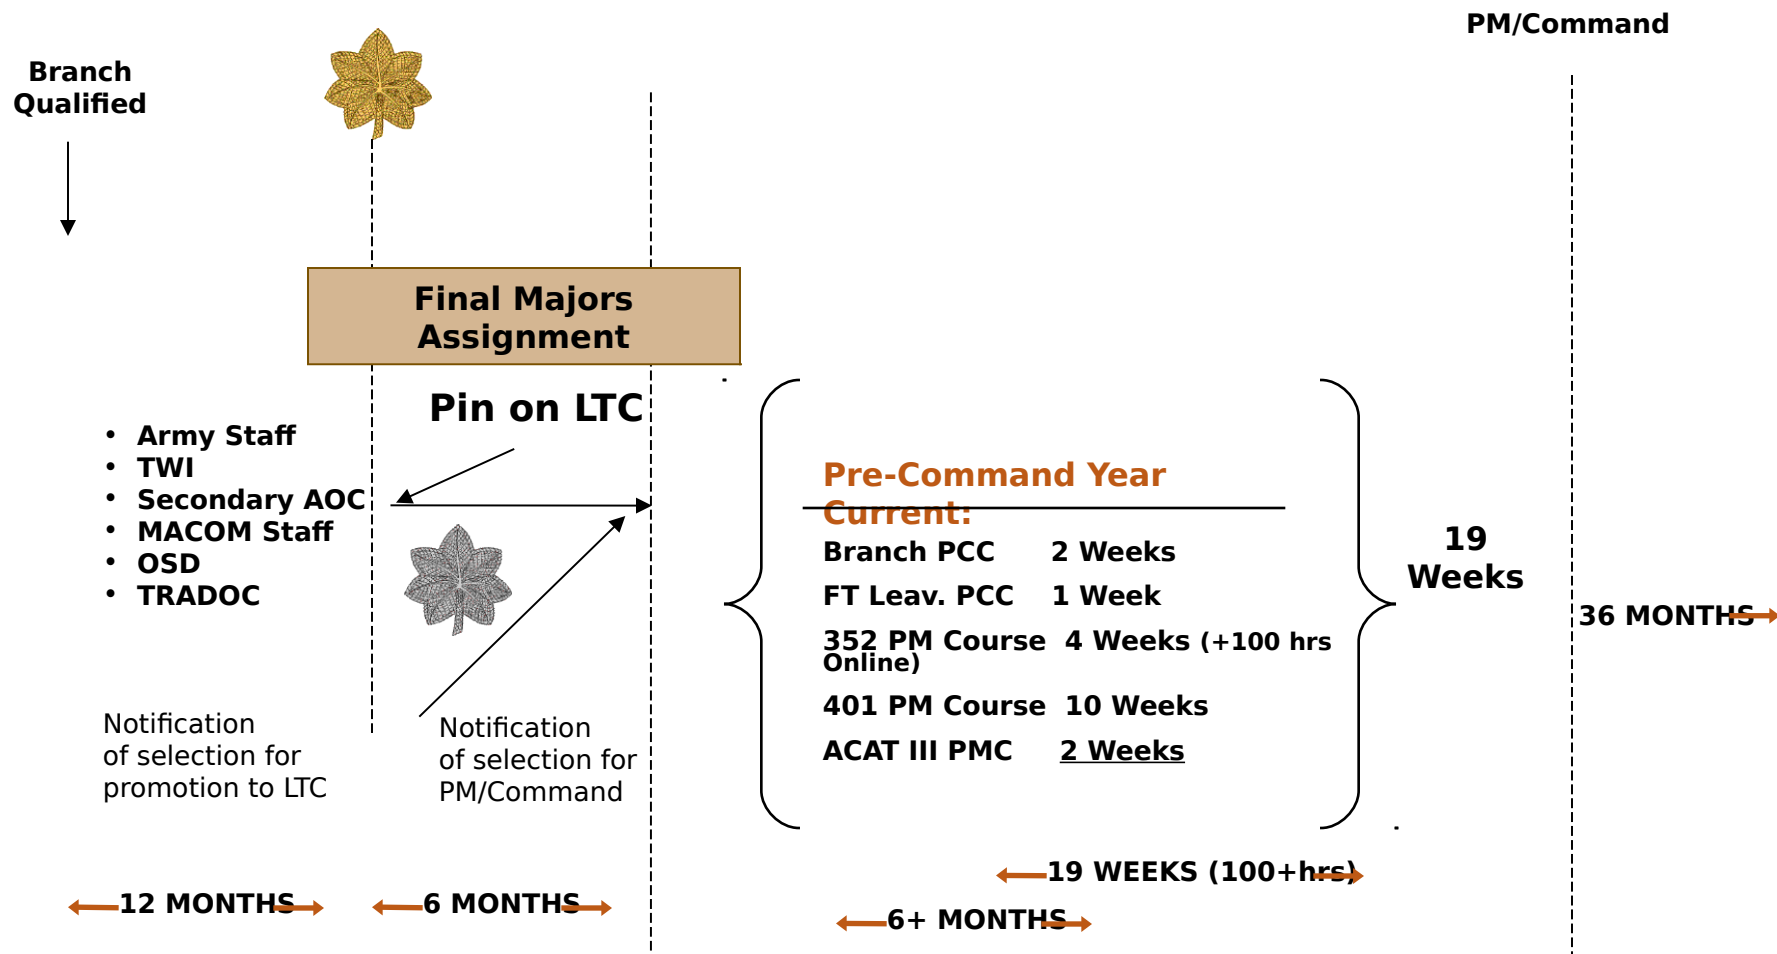 PM/Command
Branch
Qualified
Final Majors
Assignment
Pin on LTC
• Army Staff
• TWI
• Secondary AOC
• MACOM Staff
• OSD
• TRADOC
Pre-Command Year
Current:
Branch PCC 2 Weeks
FT Leav. PCC 1 Week
352 PM Course 4 Weeks (+100 hrs
Online)
401 PM Course 10 Weeks
ACAT III PMC 2 Weeks
19
Weeks
36 MONTHS
Notification
of selection for
promotion to LTC
Notification
of selection for
PM/Command
19 WEEKS (100+hrs)
12 MONTHS
6 MONTHS
6+ MONTHS